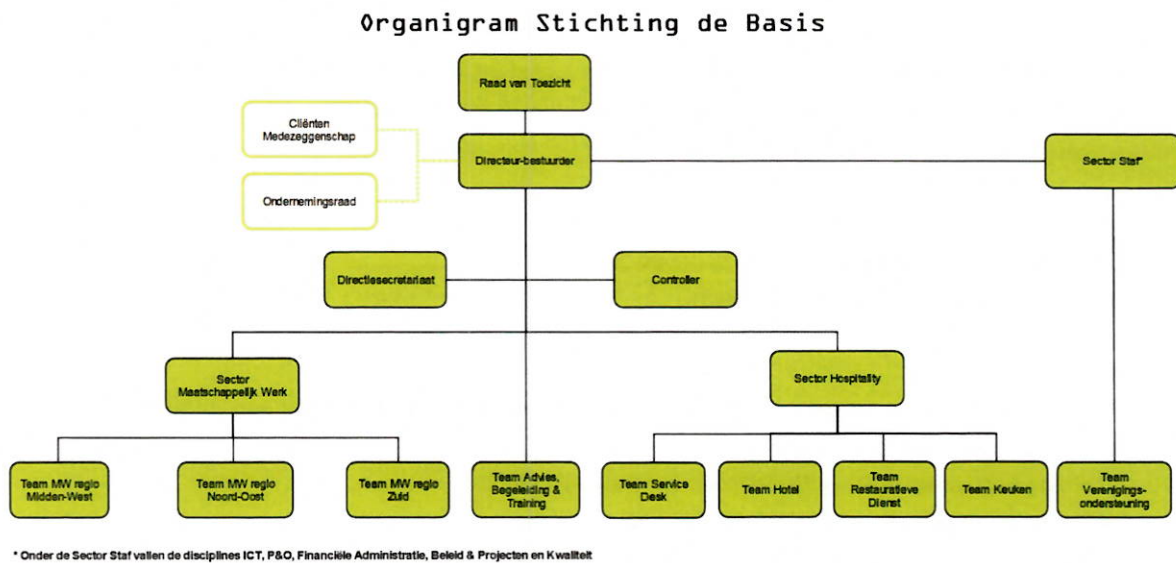 Organigram Stichting de Basis
Raad van Toezicht
Cliënten
Medezeggenschap
Directeur-bestuurder
Sector Staf*
Ondernemingsraad
Directiesecretariaat
Controller
Sector
Maatschappelijk Werk
Sector Hospitality
Team MW regio
Midden-West
Team MW regio
Noord-Oost
Team MW regio
Zuid
Team Advies,
Begeleiding &
Training
Team Service
Desk
Team Hotel
Team
Restauratieve
Dienst
Team Keuken
Team
Verenigings-
ondersteuning
* Onder de Sector Staf vallen de disciplines ICT, P&O, Financiële Administratie, Beleid & Projecten en Kwaliteit